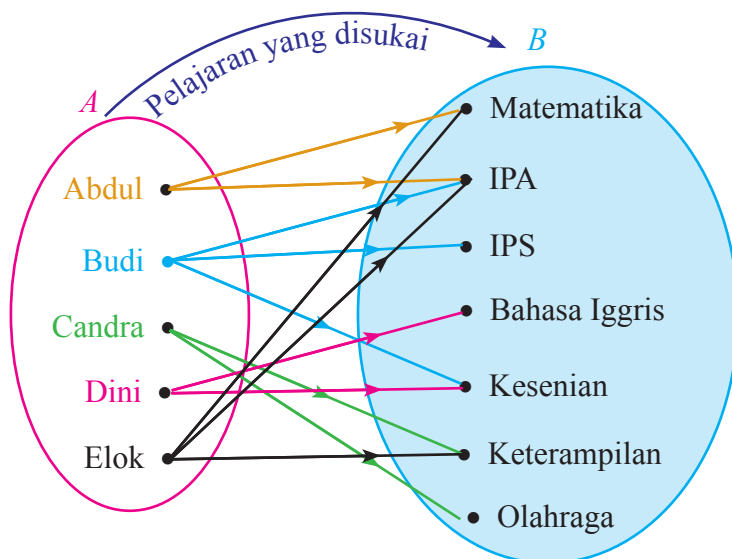 Pelajaran yang disukai
A
B
Abdul
Budi
Candra
Dini
Elok
Matematika
IPA
IPS
Bahasa Iggris
Kesenian
Keterampilan
Olahraga